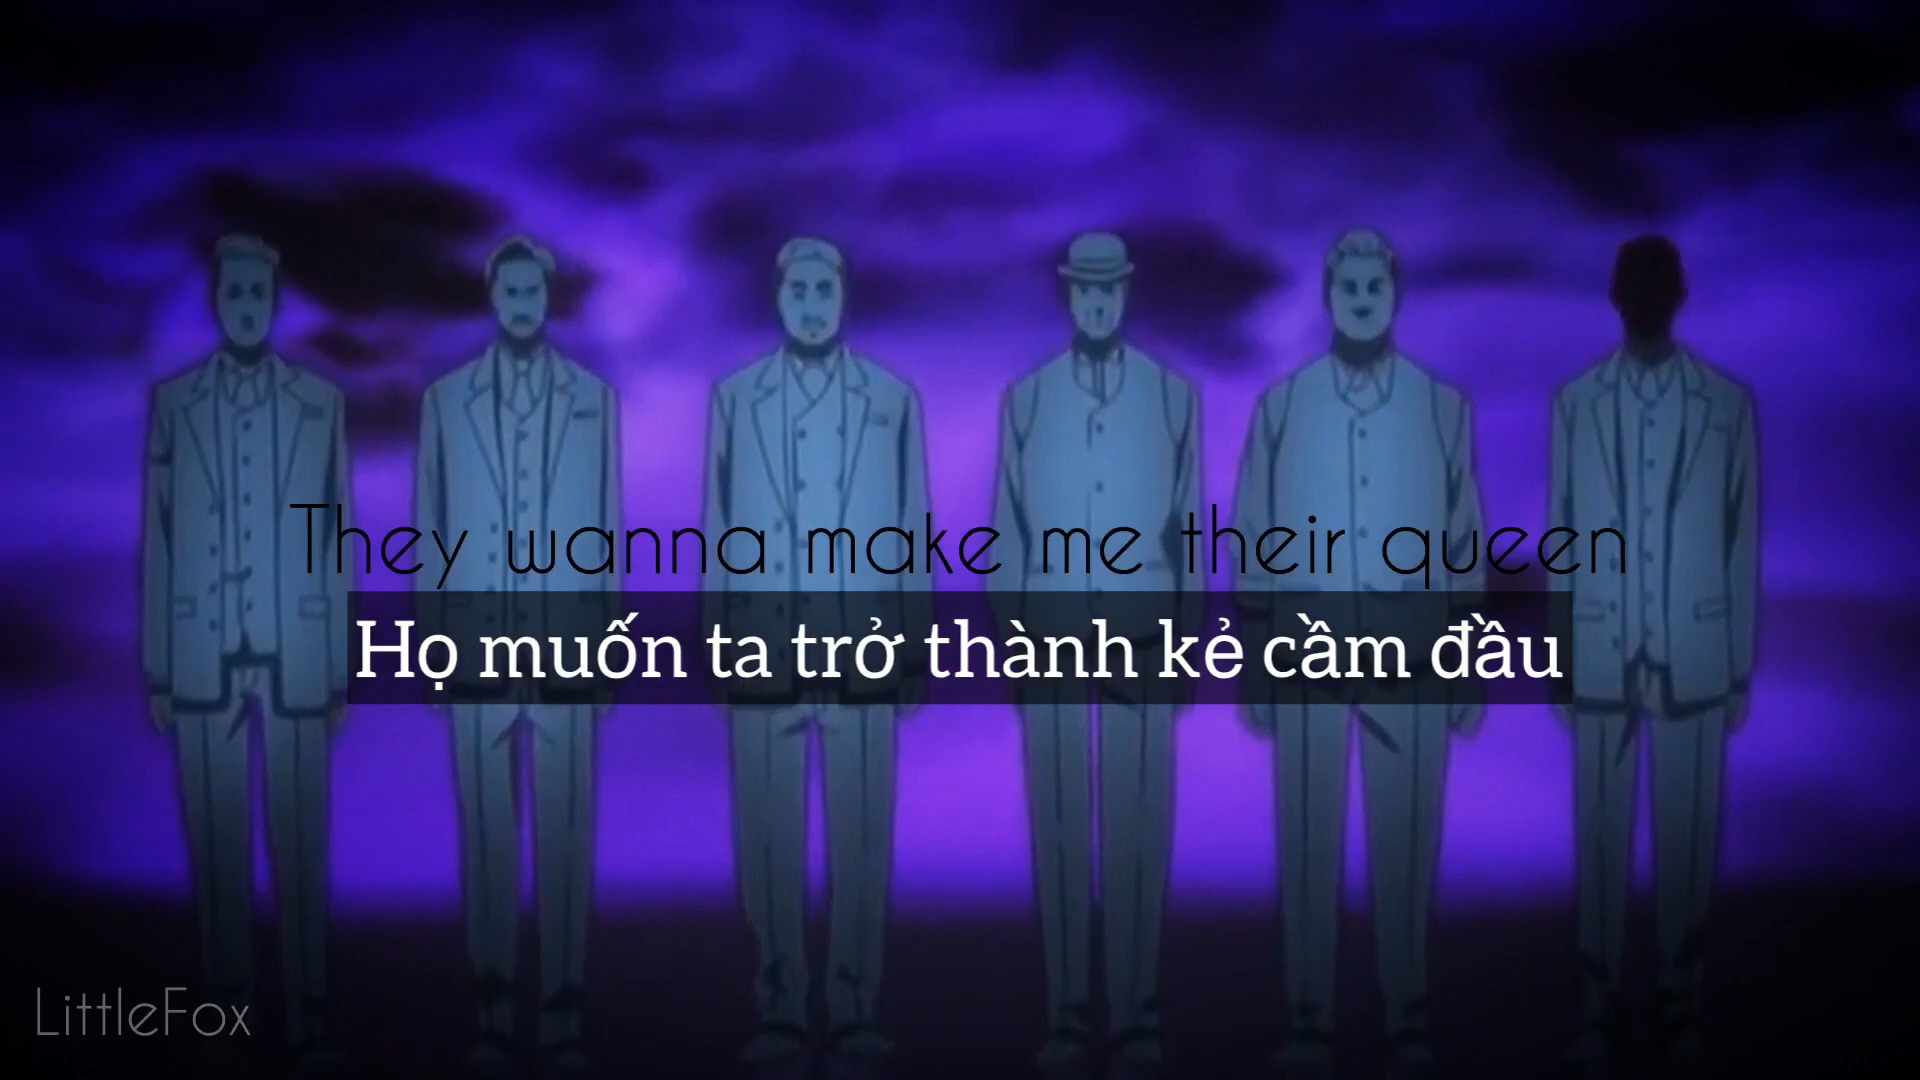 They wanna make me their queen
Họ muốn ta trở thành kẻ cầm đầu
LittleFox